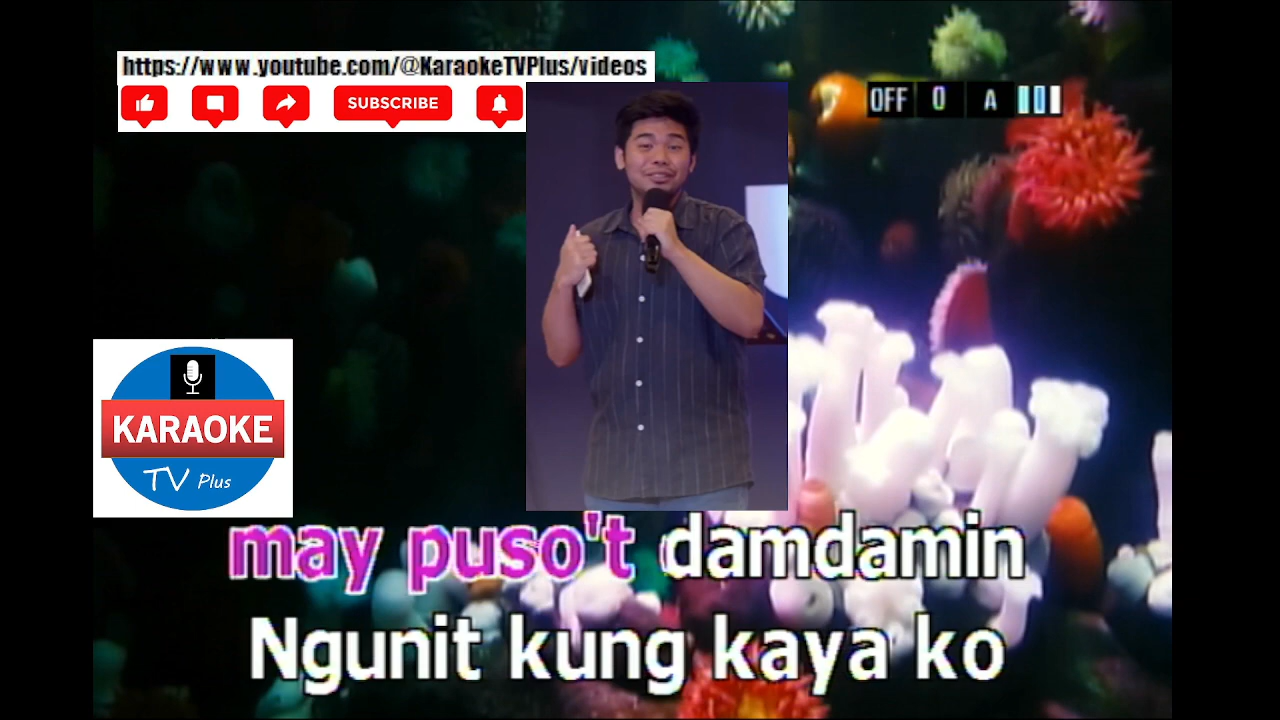 https://www.youtube.com/@KaraokeTVPlus/videos
SUBSCRIBE
OFF 0 A
KARAOKE
TV Plus
may puso't damdamin
Ngunit kung kaya ko